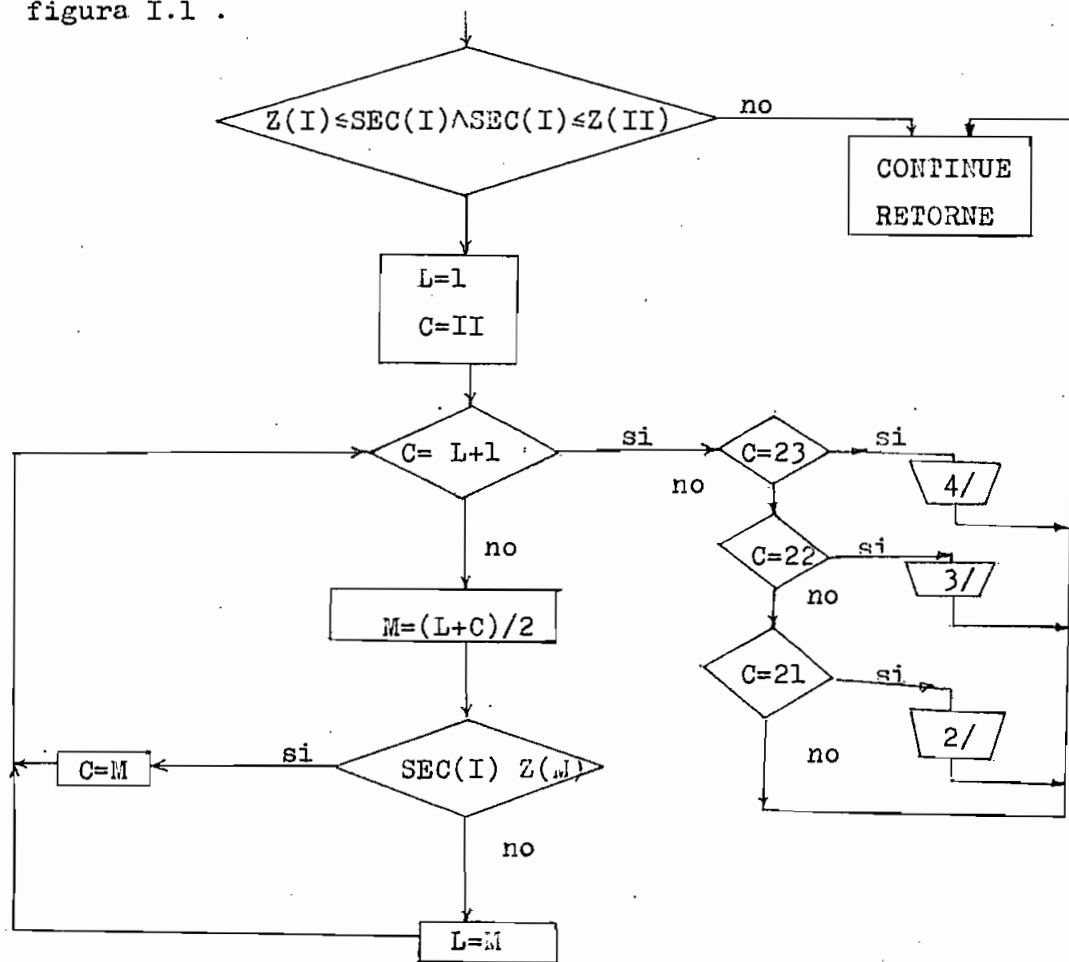 figura I.1 .
Z(I)≤SEC(I)∧SEC(I)≤Z(II)
no
CONTINUE
RETORNE
L=1
C=II
C= L+1
si
C=23
si
4/
no
no
C=22
si
3/
no
M=(L+C)/2
C=21
si
2/
no
SEC(I) Z(M)
si
C=M
no
L=M